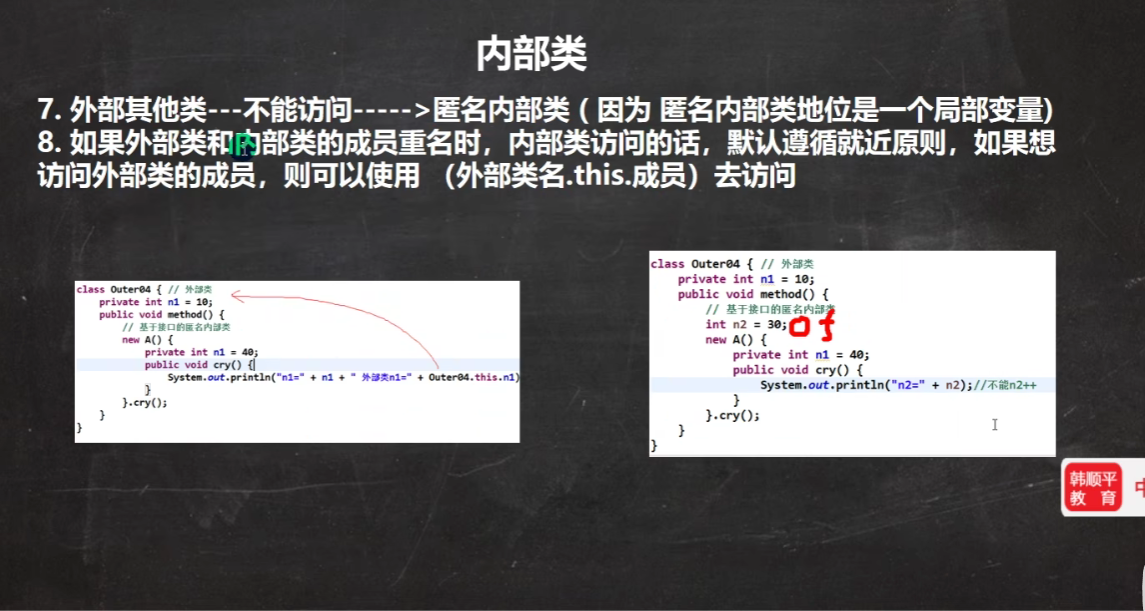 内部类
7. 外部其他类---不能访问----->匿名内部类 ( 因为 匿名内部类地位是一个局部变量)
8. 如果外部类和内部类的成员重名时，内部类访问的话，默认遵循就近原则，如果想
访问外部类的成员，则可以使用 （外部类名.this.成员）去访问
class Outer04 { // 外部类
private int n1 = 10;
public void method() {
// 基于接口的匿名内部类
new A() {
private int n1 = 40;
public void cry() {
System.out.println("n1=" + n1 + " 外部类n1=" + Outer04.this.n1)
}
}.cry();
}
}
class Outer04 { // 外部类
private int n1 = 10;
public void method() {
// 基于接口的匿名内部类
int n2 = 30;
new A() {
private int n1 = 40;
public void cry() {
System.out.println("n2=" + n2);//不能n2++
}
}.cry();
}
}
韩顺平
教 育